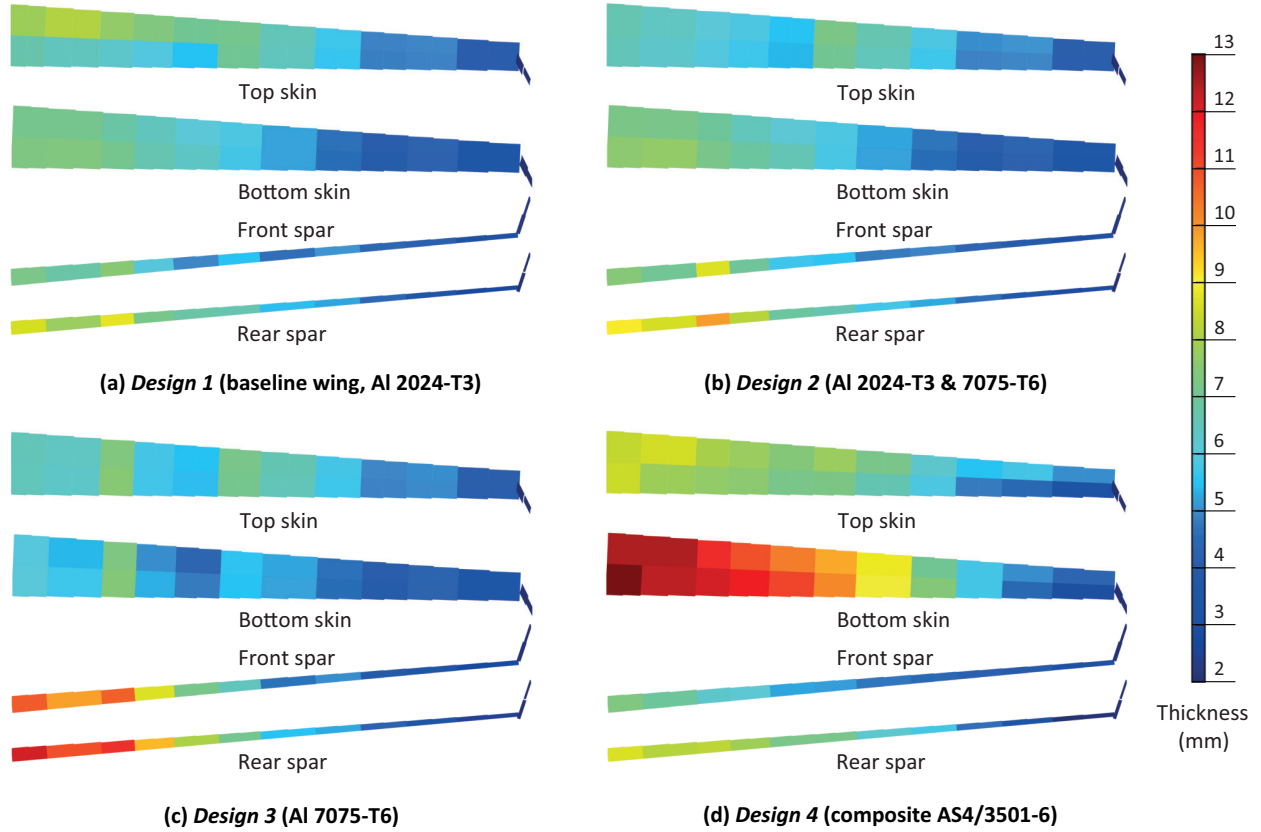 Top skin
Bottom skin
Front spar
Rear spar
(a) Design 1 (baseline wing, Al 2024-T3)
Top skin
Bottom skin
Front spar
Rear spar
(b) Design 2 (Al 2024-T3 & 7075-T6)
Top skin
Bottom skin
Front spar
Rear spar
(c) Design 3 (Al 7075-T6)
Top skin
Bottom skin
Front spar
Rear spar
(d) Design 4 (composite AS4/3501-6)
13
12
11
10
9
8
7
6
5
4
3
2
Thickness
(mm)